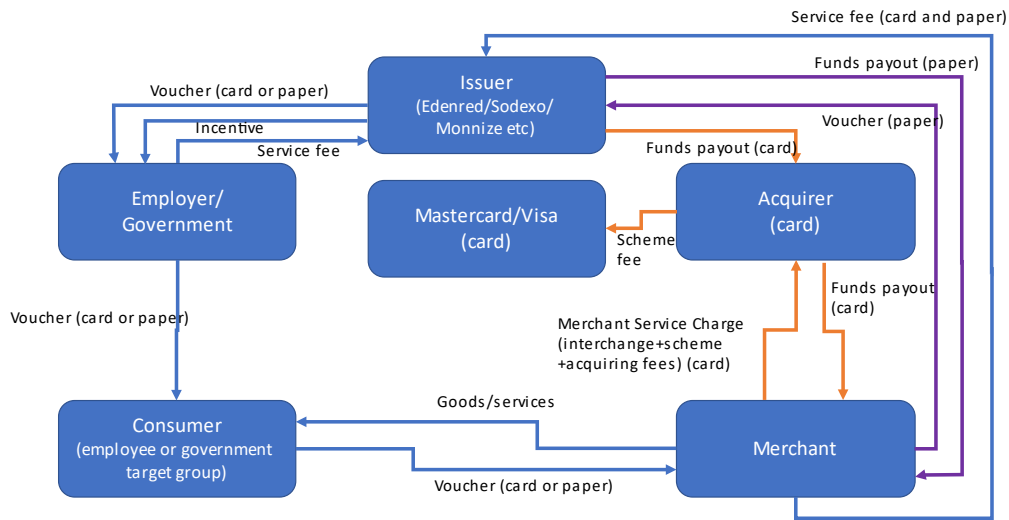 Service fee (card and paper)
Issuer
(Edenred/Sodexo/
Monnize etc)
Funds payout (paper)
Voucher (card or paper)
Voucher (paper)
Incentive
Service fee
Funds payout (card)
Employer/
Government
Mastercard/Visa
(card)
Acquirer
(card)
Scheme
fee
Funds payout
(card)
Voucher (card or paper)
Merchant Service Charge
(interchange+scheme
+acquiring fees) (card)
Goods/services
Consumer
(employee or government
target group)
Merchant
Voucher (card or paper)